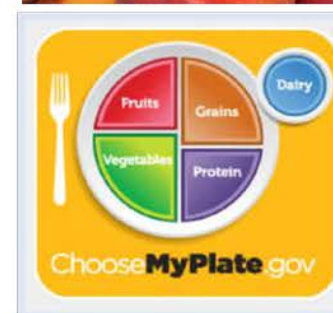 Dairy
Fruits
Grains
Vegetables
Protein
ChooseMyPlate.gov